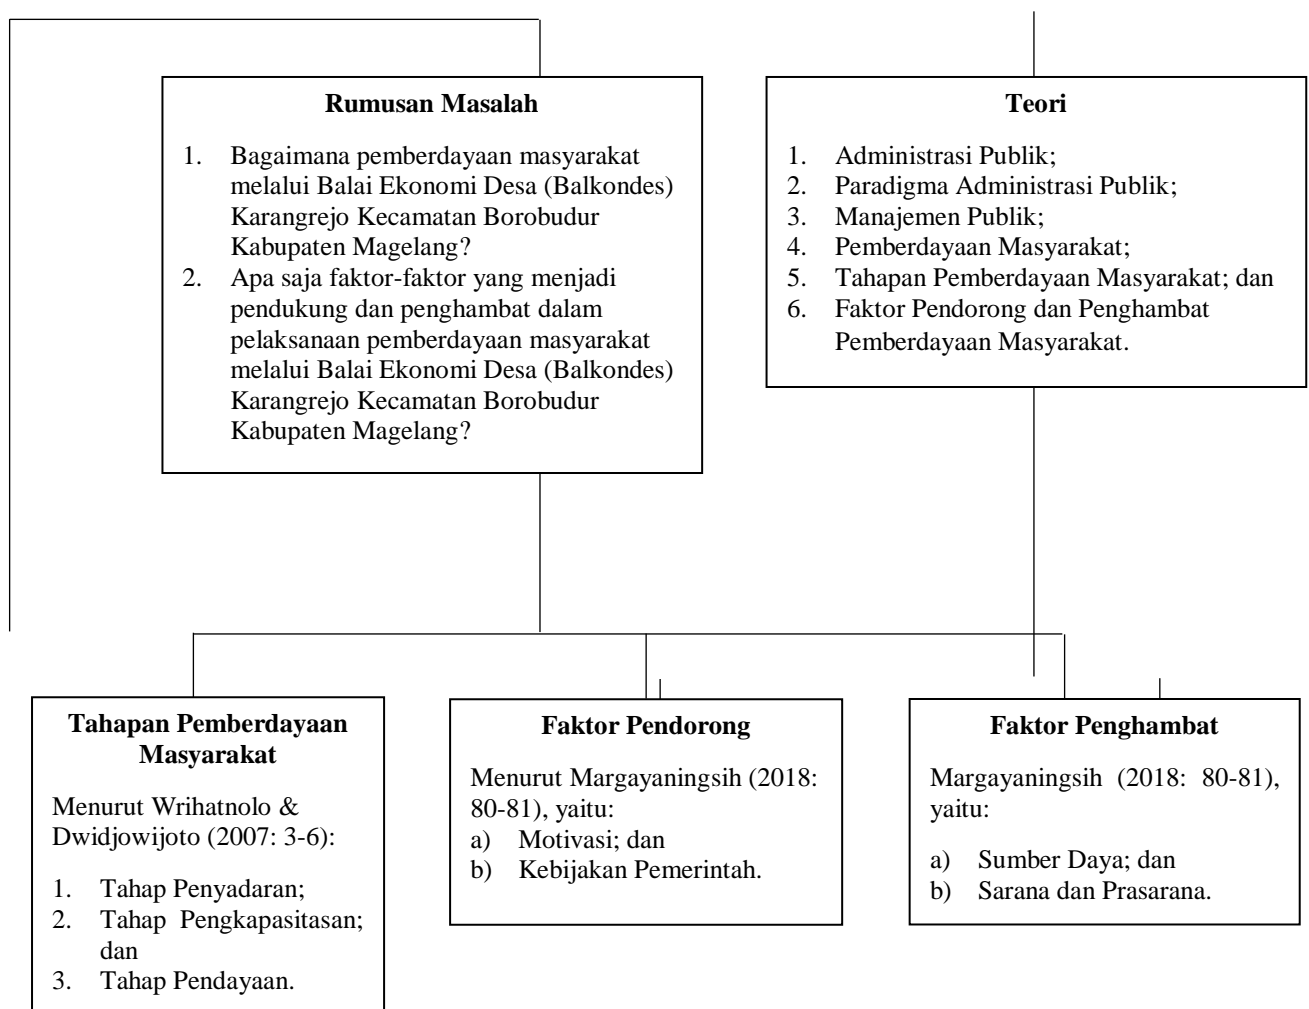 Rumusan Masalah
1. Bagaimana pemberdayaan masyarakat
melalui Balai Ekonomi Desa (Balkondes)
Karangrejo Kecamatan Borobudur
Kabupaten Magelang?
2. Apa saja faktor-faktor yang menjadi
pendukung dan penghambat dalam
pelaksanaan pemberdayaan masyarakat
melalui Balai Ekonomi Desa (Balkondes)
Karangrejo Kecamatan Borobudur
Kabupaten Magelang?
Teori
1. Administrasi Publik;
2. Paradigma Administrasi Publik;
3. Manajemen Publik;
4. Pemberdayaan Masyarakat;
5. Tahapan Pemberdayaan Masyarakat; dan
6. Faktor Pendorong dan Penghambat
Pemberdayaan Masyarakat.
Tahapan Pemberdayaan
Masyarakat
Menurut Wrihatnolo &
Dwidjowijoto (2007: 3-6):
1. Tahap Penyadaran;
2. Tahap Pengkapasitasan;
dan
3. Tahap Pendayaan.
Faktor Pendorong
Menurut Margayaningsih (2018:
80-81), yaitu:
a) Motivasi; dan
b) Kebijakan Pemerintah.
Faktor Penghambat
Margayaningsih (2018: 80-81),
yaitu:
a) Sumber Daya; dan
b) Sarana dan Prasarana.